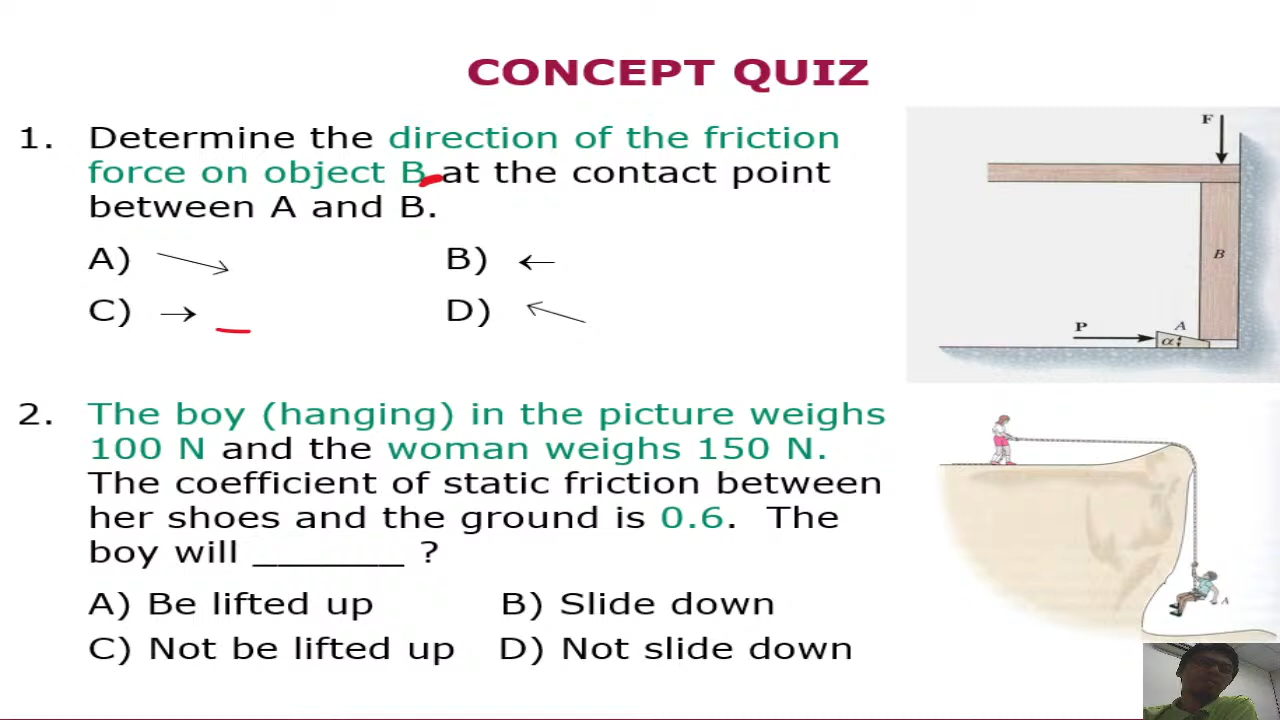 CONCEPT QUIZ
1. Determine the direction of the friction
force on object B at the contact point
between A and B.
A) → B) ←
C) → D) ←
F
B
P
A
α
2. The boy (hanging) in the picture weighs
100 N and the woman weighs 150 N.
The coefficient of static friction between
her shoes and the ground is 0.6. The
boy will ________ ?
A) Be lifted up B) Slide down
C) Not be lifted up D) Not slide down
A